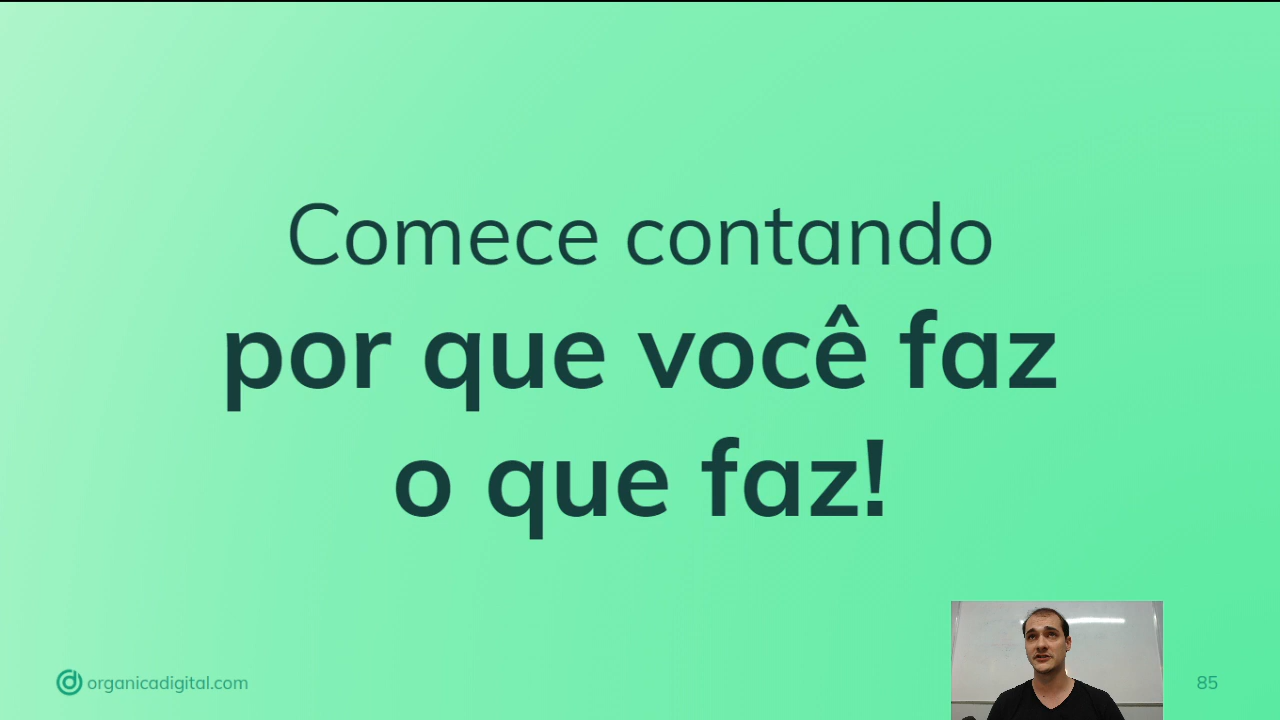 Comece contando
por que você faz
o que faz!
organicadigital.com
85